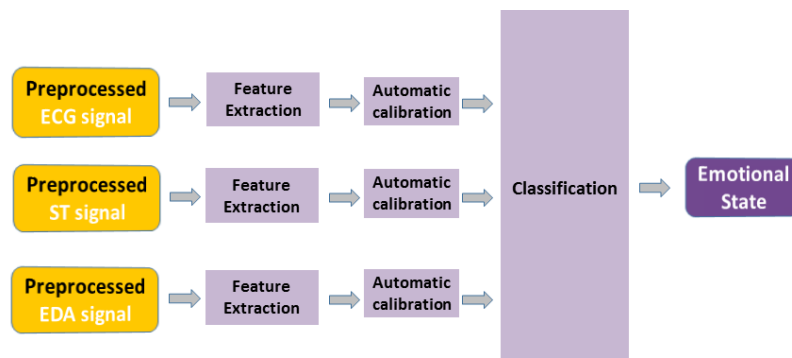 Preprocessed
ECG signal
Feature
Extraction
Automatic
calibration
Preprocessed
ST signal
Feature
Extraction
Automatic
calibration
Classification
Emotional
State
Preprocessed
EDA signal
Feature
Extraction
Automatic
calibration